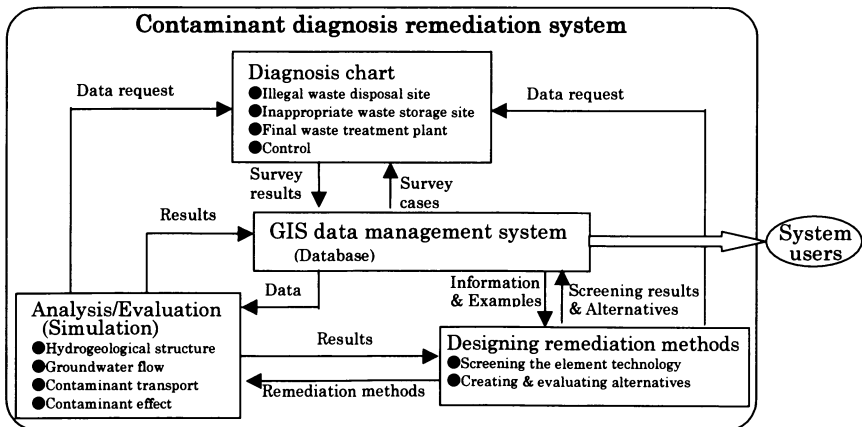 Contaminant diagnosis remediation system
Diagnosis chart
●Illegal waste disposal site
●Inappropriate waste storage site
●Final waste treatment plant
●Control
Data request
Data request
Survey
results
Survey
cases
Results
GIS data management system
(Database)
System
users
Data
Information
& Examples
Screening results
& Alternatives
Analysis/Evaluation
(Simulation)
●Hydrogeological structure
●Groundwater flow
●Contaminant transport
●Contaminant effect
Results
Remediation methods
Designing remediation methods
●Screening the element technology
●Creating & evaluating alternatives